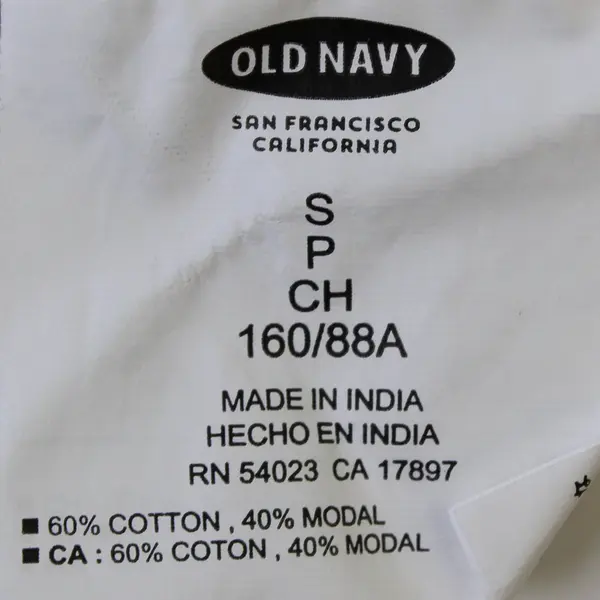 OLD NAVY
SAN FRANCISCO
CALIFORNIA
S
P
CH
160/88A
MADE IN INDIA
HECHO EN INDIA
RN 54023 CA 17897
■ 60% COTTON , 40% MODAL
■ CA : 60% COTON , 40% MODAL